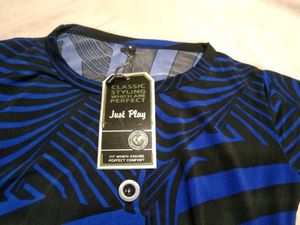 CLASSIC
STYLING
WHICH ARE
PERFECT
Just Play
FIT WHICH ASSURE
PERFECT COMFORT